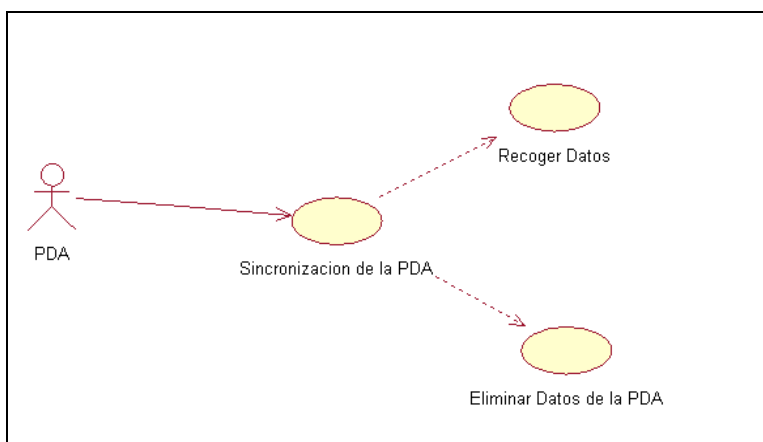 Recoger Datos
PDA
Sincronizacion de la PDA
Eliminar Datos de la PDA